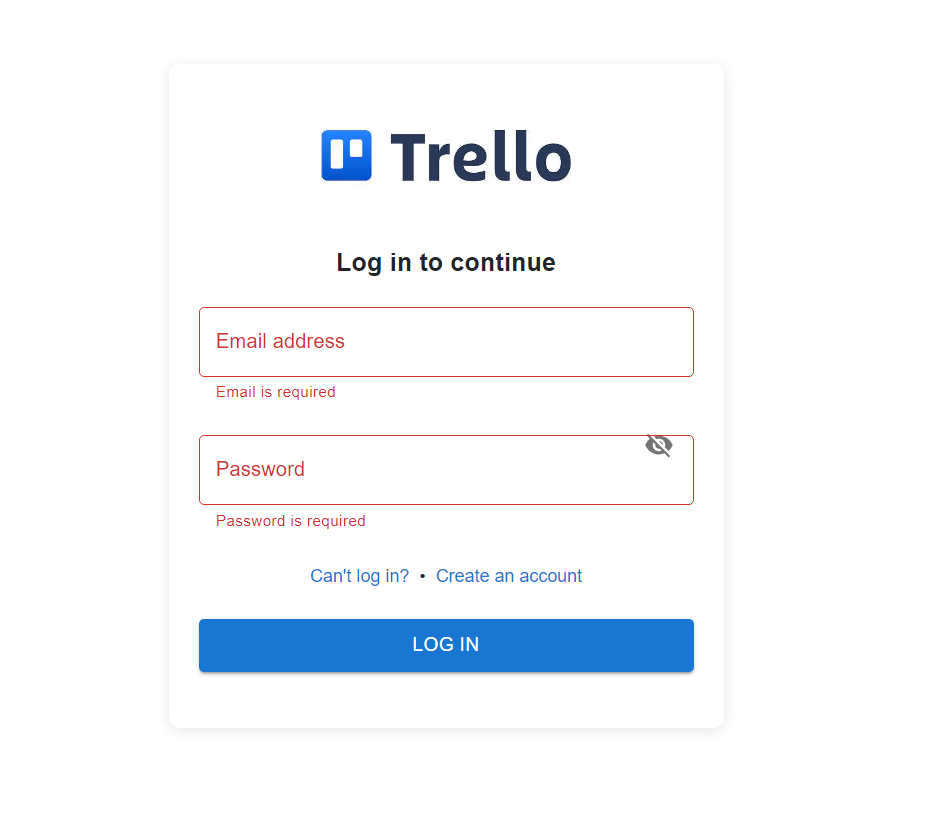 Trello
Log in to continue
Email address
Email is required
Password
Password is required
Can't log in? • Create an account
LOG IN